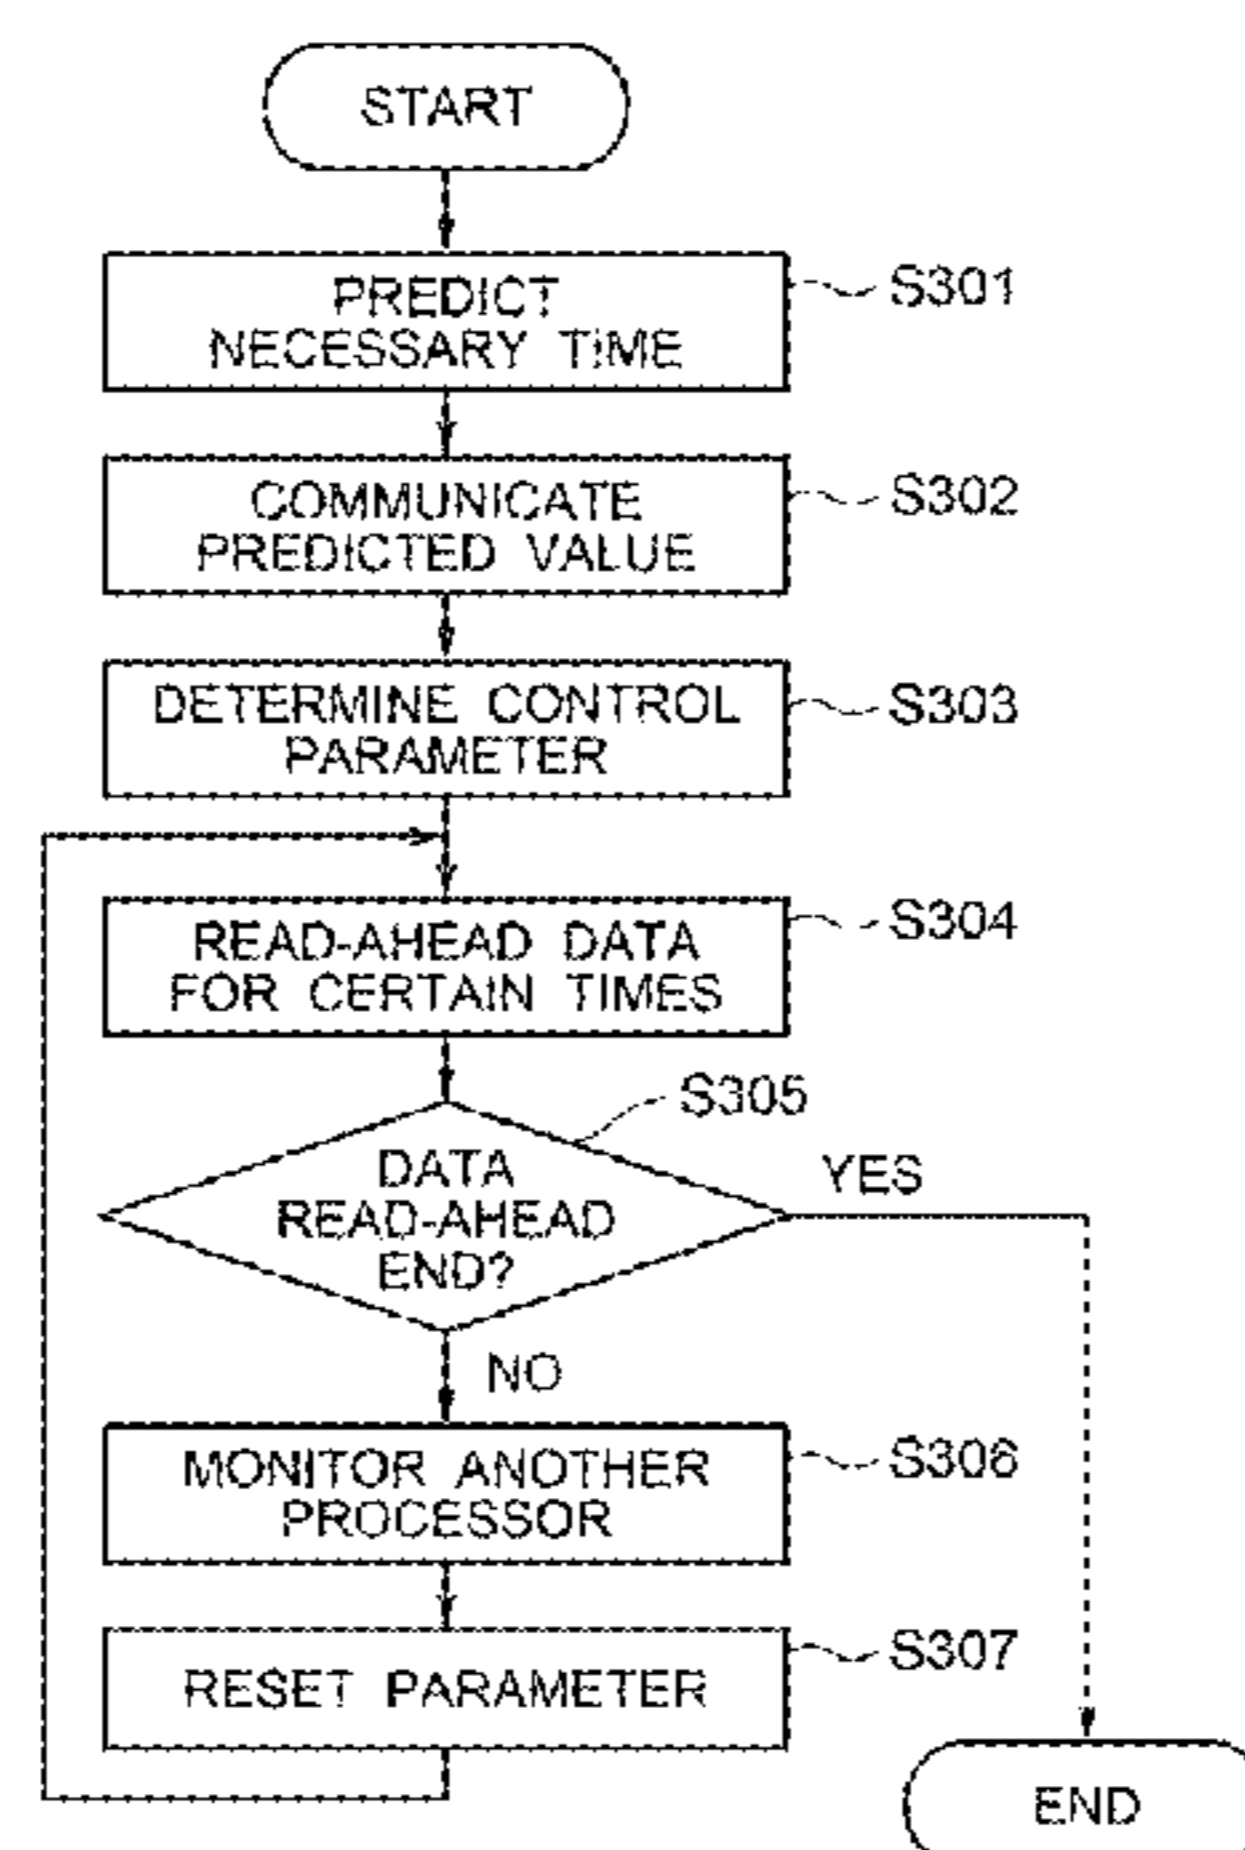 START
PREDICT
NECESSARY TIME
S301
COMMUNICATE
PREDICTED VALUE
S302
DETERMINE CONTROL
PARAMETER
S303
READ-AHEAD DATA
FOR CERTAIN TIMES
S304
S305
DATA
READ-AHEAD
END?
YES
NO
MONITOR ANOTHER
PROCESSOR
S306
RESET PARAMETER
S307
END